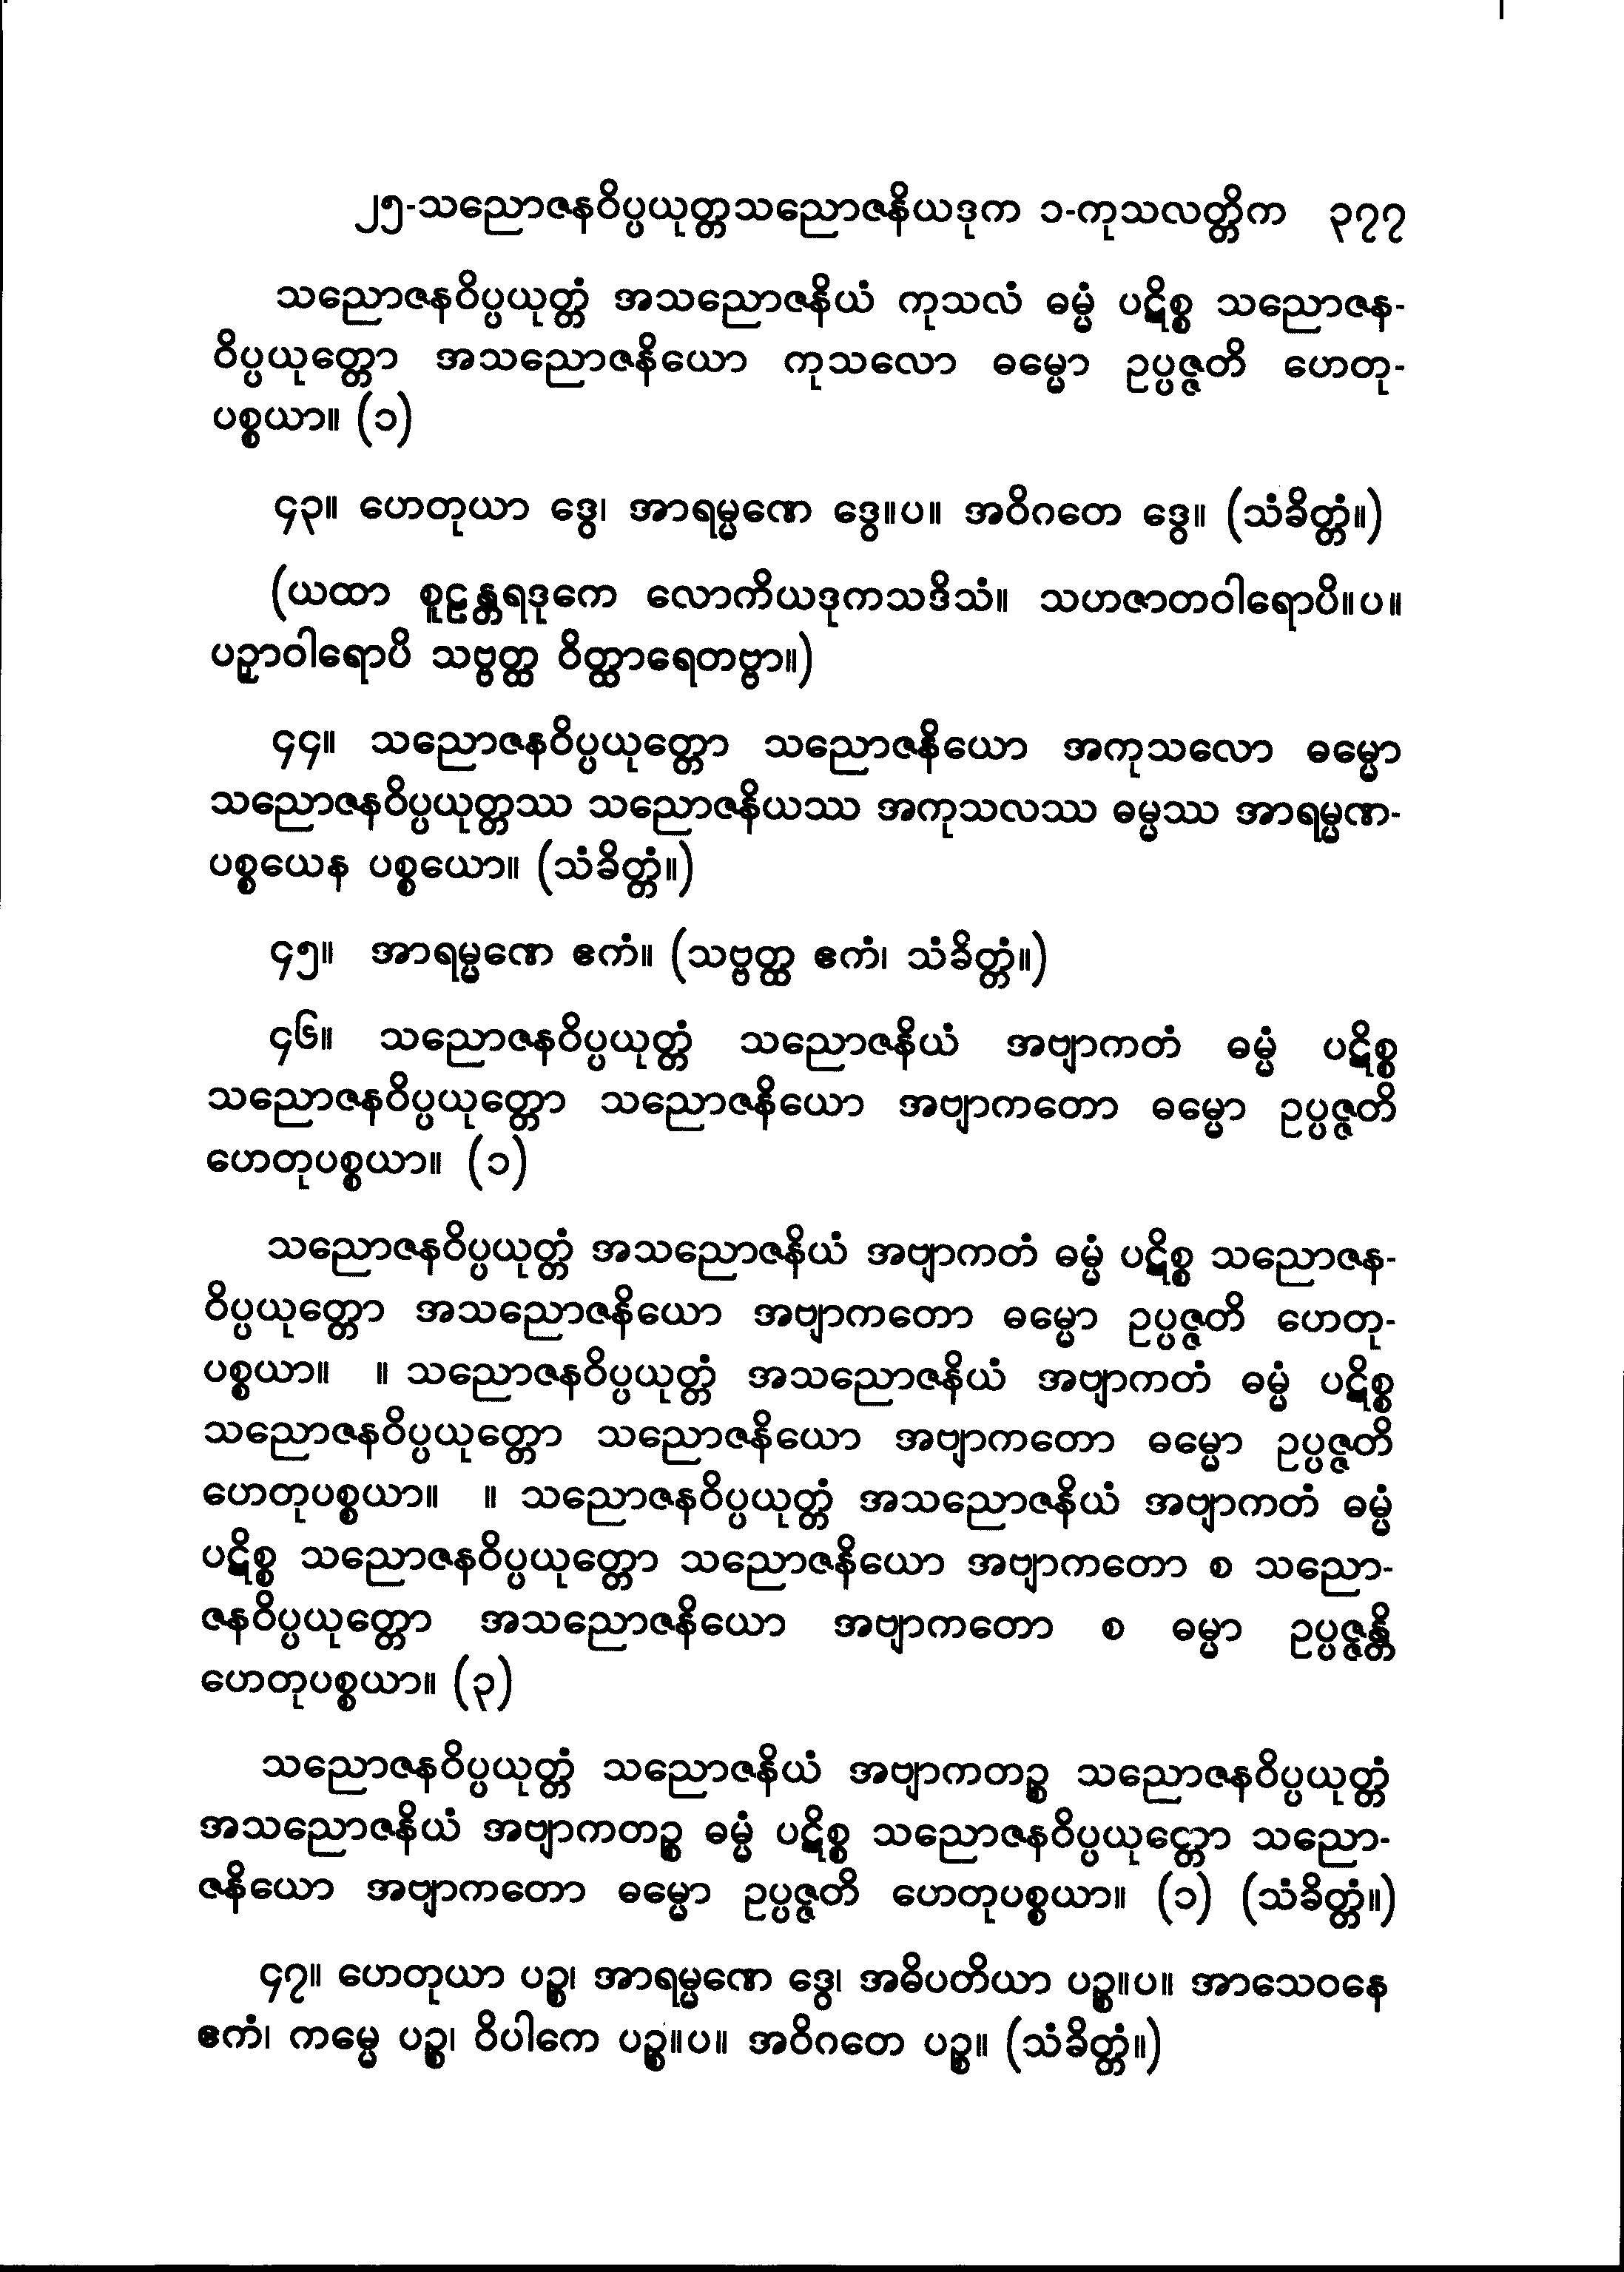 ၂၅-သညောဇနဝိပ္ပယုတ္တသညောဇနိယဒုက ၁-ကုသလတ္တိက ၃၇၇
သညောဇနဝိပ္ပယုတ္တံ အသညောဇနိယံ ကုသလံ ဓမ္မံ ပဋိစ္စ သညောဇန-
ဝိပ္ပယုတ္တော အသညောဇနိယော ကုသလော ဓမ္မော ဥပ္ပဇ္ဇတိ ဟေတု-
ပစ္စယာ။ (၁)
၄၃။ ဟေတုယာ ဒွေ၊ အာရမ္မဏေ ဒွေ။ပ။ အဝိဂတေ ဒွေ။ (သံခိတ္တံ။)
(ယထာ စူဠန္တရဒုကေ လောကိယဒုကသဒိသံ။ သဟဇာတဝါရောပိ။ပ။
ပဉှာဝါရောပိ သဗ္ဗတ္ထ ဝိတ္ထာရေတဗ္ဗာ။)
၄၄။ သညောဇနဝိပ္ပယုတ္တော သညောဇနိယော အကုသလော ဓမ္မော
သညောဇနဝိပ္ပယုတ္တဿ သညောဇနိယဿ အကုသလဿ ဓမ္မဿ အာရမ္မဏ-
ပစ္စယေန ပစ္စယော။ (သံခိတ္တံ။)
၄၅။ အာရမ္မဏေ ဧကံ။ (သဗ္ဗတ္ထ ဧကံ၊ သံခိတ္တံ။)
၄၆။ သညောဇနဝိပ္ပယုတ္တံ သညောဇနိယံ အဗျာကတံ ဓမ္မံ ပဋိစ္စ
သညောဇနဝိပ္ပယုတ္တော သညောဇနိယော အဗျာကတော ဓမ္မော ဥပ္ပဇ္ဇတိ
ဟေတုပစ္စယာ။ (၁)
သညောဇနဝိပ္ပယုတ္တံ အသညောဇနိယံ အဗျာကတံ ဓမ္မံ ပဋိစ္စ သညောဇန-
ဝိပ္ပယုတ္တော အသညောဇနိယော အဗျာကတော ဓမ္မော ဥပ္ပဇ္ဇတိ ဟေတု-
ပစ္စယာ။ ။ သညောဇနဝိပ္ပယုတ္တံ အသညောဇနိယံ အဗျာကတံ ဓမ္မံ ပဋိစ္စ
သညောဇနဝိပ္ပယုတ္တော သညောဇနိယော အဗျာကတော ဓမ္မော ဥပ္ပဇ္ဇတိ
ဟေတုပစ္စယာ။ ။ သညောဇနဝိပ္ပယုတ္တံ အသညောဇနိယံ အဗျာကတံ ဓမ္မံ
ပဋိစ္စ သညောဇနဝိပ္ပယုတ္တော သညောဇနိယော အဗျာကတော စ သညော-
ဇနဝိပ္ပယုတ္တော အသညောဇနိယော အဗျာကတော စ ဓမ္မာ ဥပ္ပဇ္ဇန္တိ
ဟေတုပစ္စယာ။ (၃)
သညောဇနဝိပ္ပယုတ္တံ သညောဇနိယံ အဗျာကတဉ္စ သညောဇနဝိပ္ပယုတ္တံ
အသညောဇနိယံ အဗျာကတဉ္စ ဓမ္မံ ပဋိစ္စ သညောဇနဝိပ္ပယုတ္တော သညော-
ဇနိယော အဗျာကတော ဓမ္မော ဥပ္ပဇ္ဇတိ ဟေတုပစ္စယာ။ (၁) (သံခိတ္တံ။)
၄၇။ ဟေတုယာ ပဉ္စ၊ အာရမ္မဏေ ဒွေ၊ အဓိပတိယာ ပဉ္စ။ပ။ အာသေဝနေ
ဧကံ၊ ကမ္မေ ပဉ္စ၊ ဝိပါကေ ပဉ္စ။ပ။ အဝိဂတေ ပဉ္စ။ (သံခိတ္တံ။)